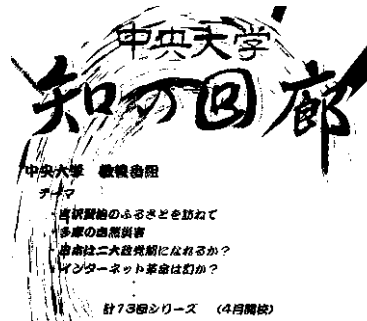 中央大学
知の回廊
中央大学 教養番組
テーマ
・宮沢賢治のふるさとを訪ねて
・多摩の自然災害
・日本は二大政党制になれるか?
・インターネット革命は幻か?
計13回シリーズ (4月開校)